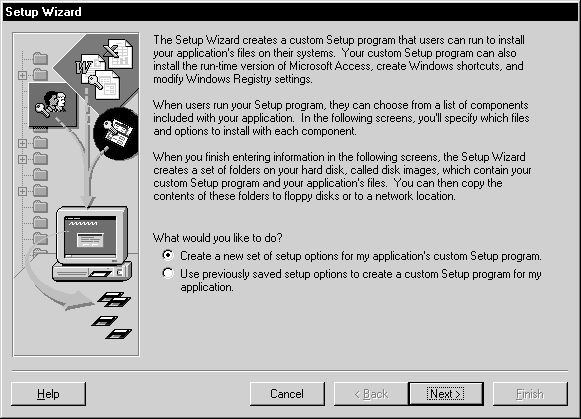 Setup Wizard
The Setup Wizard creates a custom Setup program that users can run to install
your application's files on their systems.  Your custom Setup program can also
install the run-time version of Microsoft Access, create Windows shortcuts, and
modify Windows Registry settings.
When users run your Setup program, they can choose from a list of components
included with your application.  In the following screens, you'll specify which files
and options to install with each component.
When you finish entering information in the following screens, the Setup Wizard
creates a set of folders on your hard disk, called disk images, which contain your
custom Setup program and your application's files.  You can then copy the
contents of these folders to floppy disks or to a network location.
What would you like to do?
Create a new set of setup options for my application's custom Setup program.
Use previously saved setup options to create a custom Setup program for my
application.
Help
Cancel
< Back
Next >
Finish